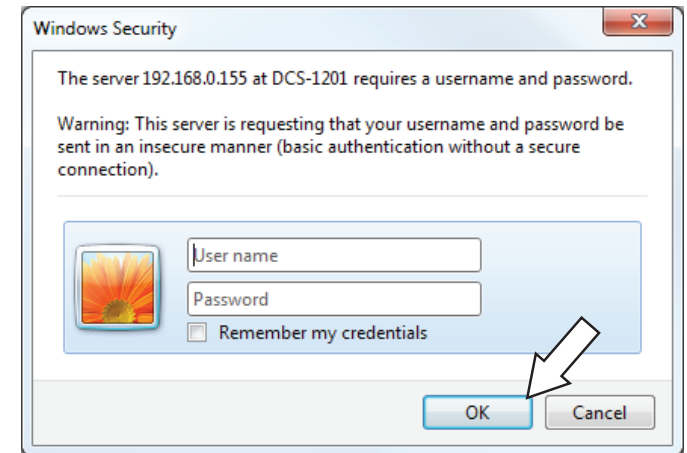 Windows Security
The server 192.168.0.155 at DCS-1201 requires a username and password.
Warning: This server is requesting that your username and password be
sent in an insecure manner (basic authentication without a secure
connection).
User name
Password
Remember my credentials
OK
Cancel